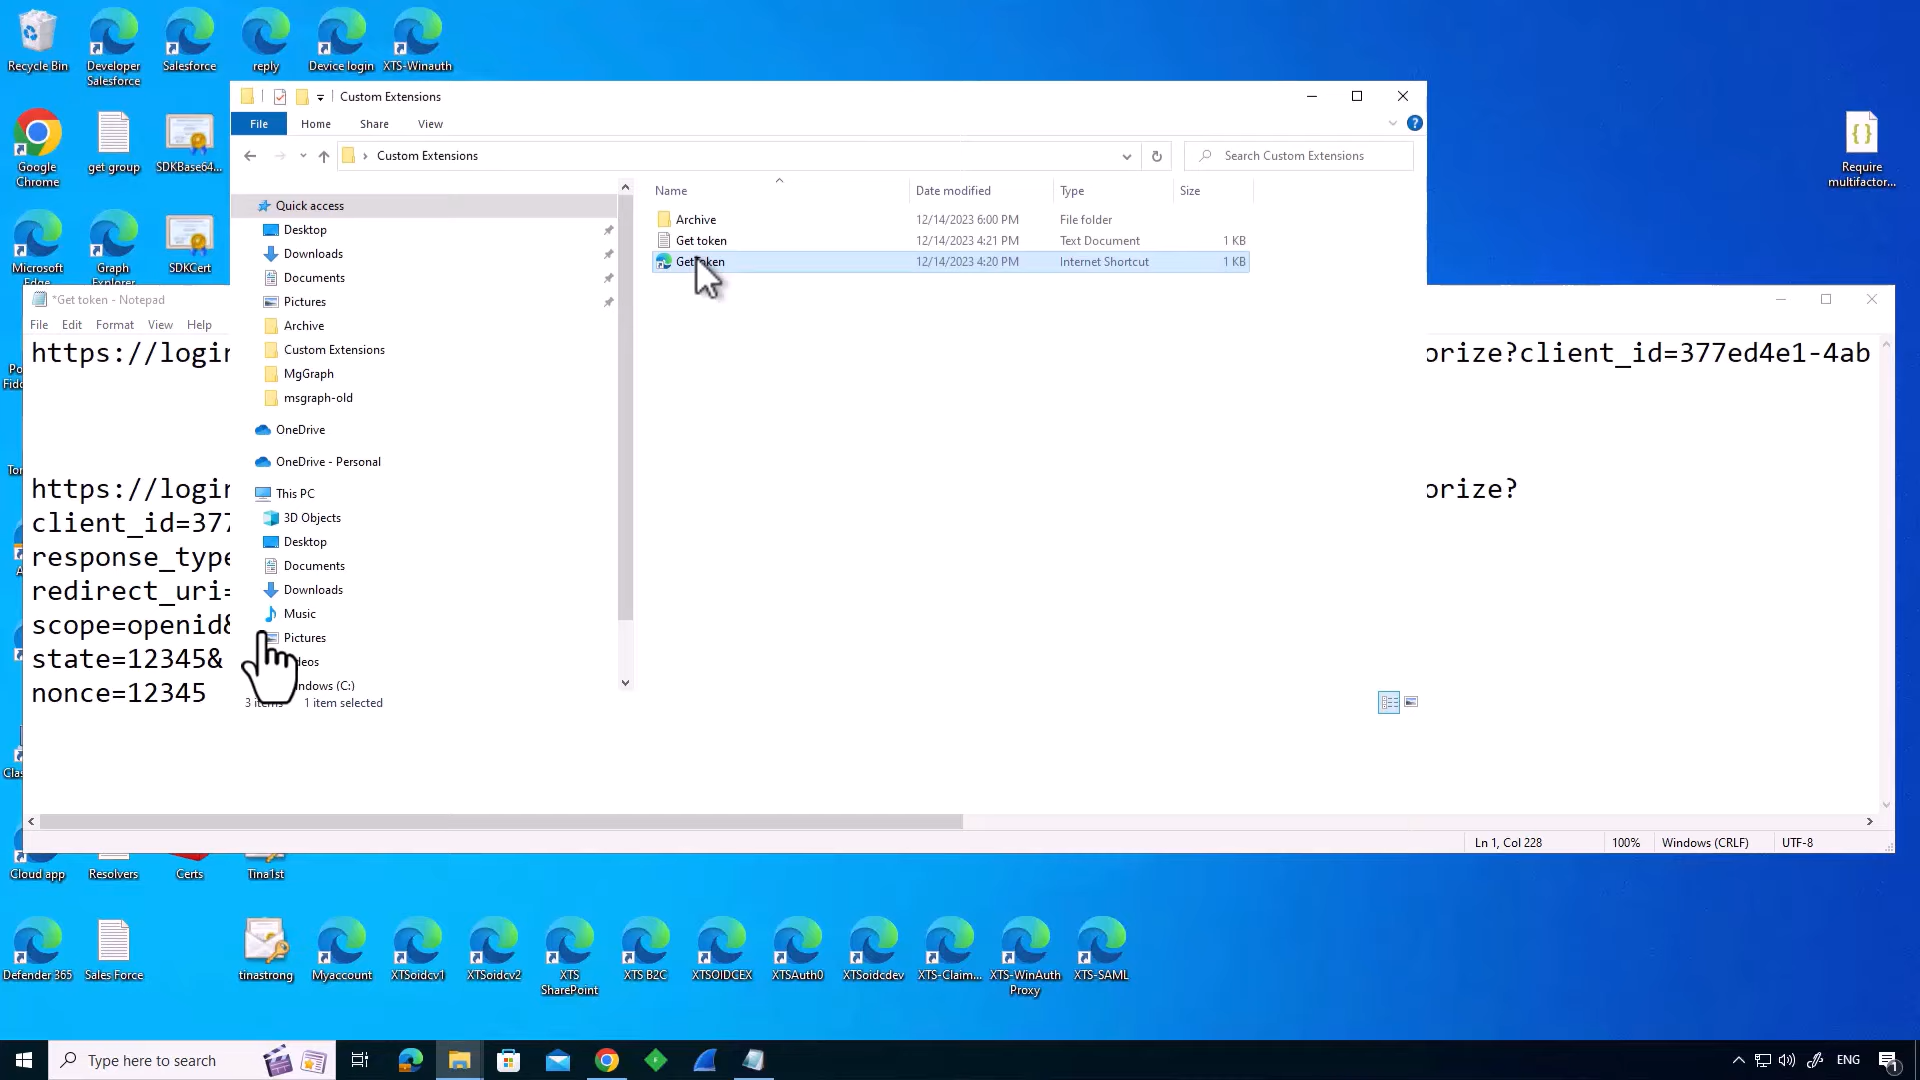 Recycle Bin
Developer
Salesforce
Salesforce
reply
Device login
XTS-Winauth
Google
Chrome
get group
SDKBase64...
Microsoft
Edge
Graph
Explorer
SDKCert
Require
multifactor...
Custom Extensions
File
Home
Share
View
Custom Extensions
Search Custom Extensions
Name
Date modified
Type
Size
Archive
12/14/2023 6:00 PM
File folder
Get token
12/14/2023 4:21 PM
Text Document
1 KB
12/14/2023 4:20 PM
Internet Shortcut
1 KB
Quick access
Desktop
Downloads
Documents
Pictures
Archive
Custom Extensions
MgGraph
msgraph-old
OneDrive
OneDrive - Personal
This PC
3D Objects
Desktop
Documents
Downloads
Music
Pictures
(C:)
1 item selected
*Get token - Notepad
File Edit Format View Help
https://login
orize?client_id=377ed4e1-4ab
https://login
orize?
client_id=377
response_type
redirect_uri=
scope=openid&
state=12345&
nonce=12345
Ln 1, Col 228
100%
Windows (CRLF)
UTF-8
Cloud app
Resolvers
Certs
Tina1st
Defender 365
Sales Force
tinastrong
Myaccount
XTSoidcv1
XTSoidcv2
XTS
SharePoint
XTS B2C
XTSOIDCEX
XTSAuth0
XTSoidcdev
XTS-Claim...
XTS-WinAuth
Proxy
XTS-SAML
Type here to search
ENG
1